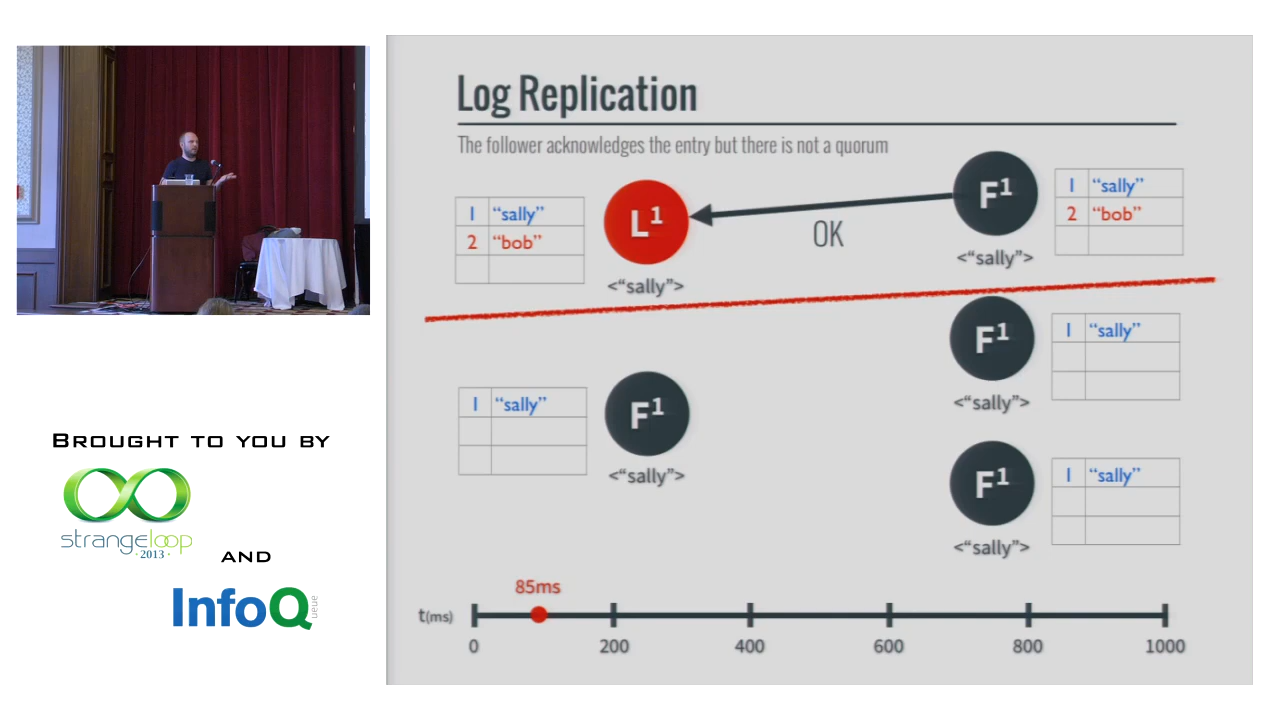 Log Replication
The follower acknowledges the entry but there is not a quorum
1 "sally"
2 "bob"
L1
<"sally">
OK
F1
<"sally">
1 "sally"
2 "bob"
F1
<"sally">
1 "sally"
1 "sally"
F1
<"sally">
F1
<"sally">
1 "sally"
85ms
t(ms)
0 200 400 600 800 1000
Brought to you by
strangeloop
·2013·
and
InfoQ
queue